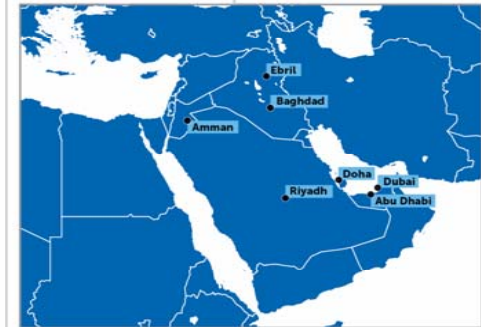 Ebril
Baghdad
Amman
Doha
Dubai
Riyadh
Abu Dhabi